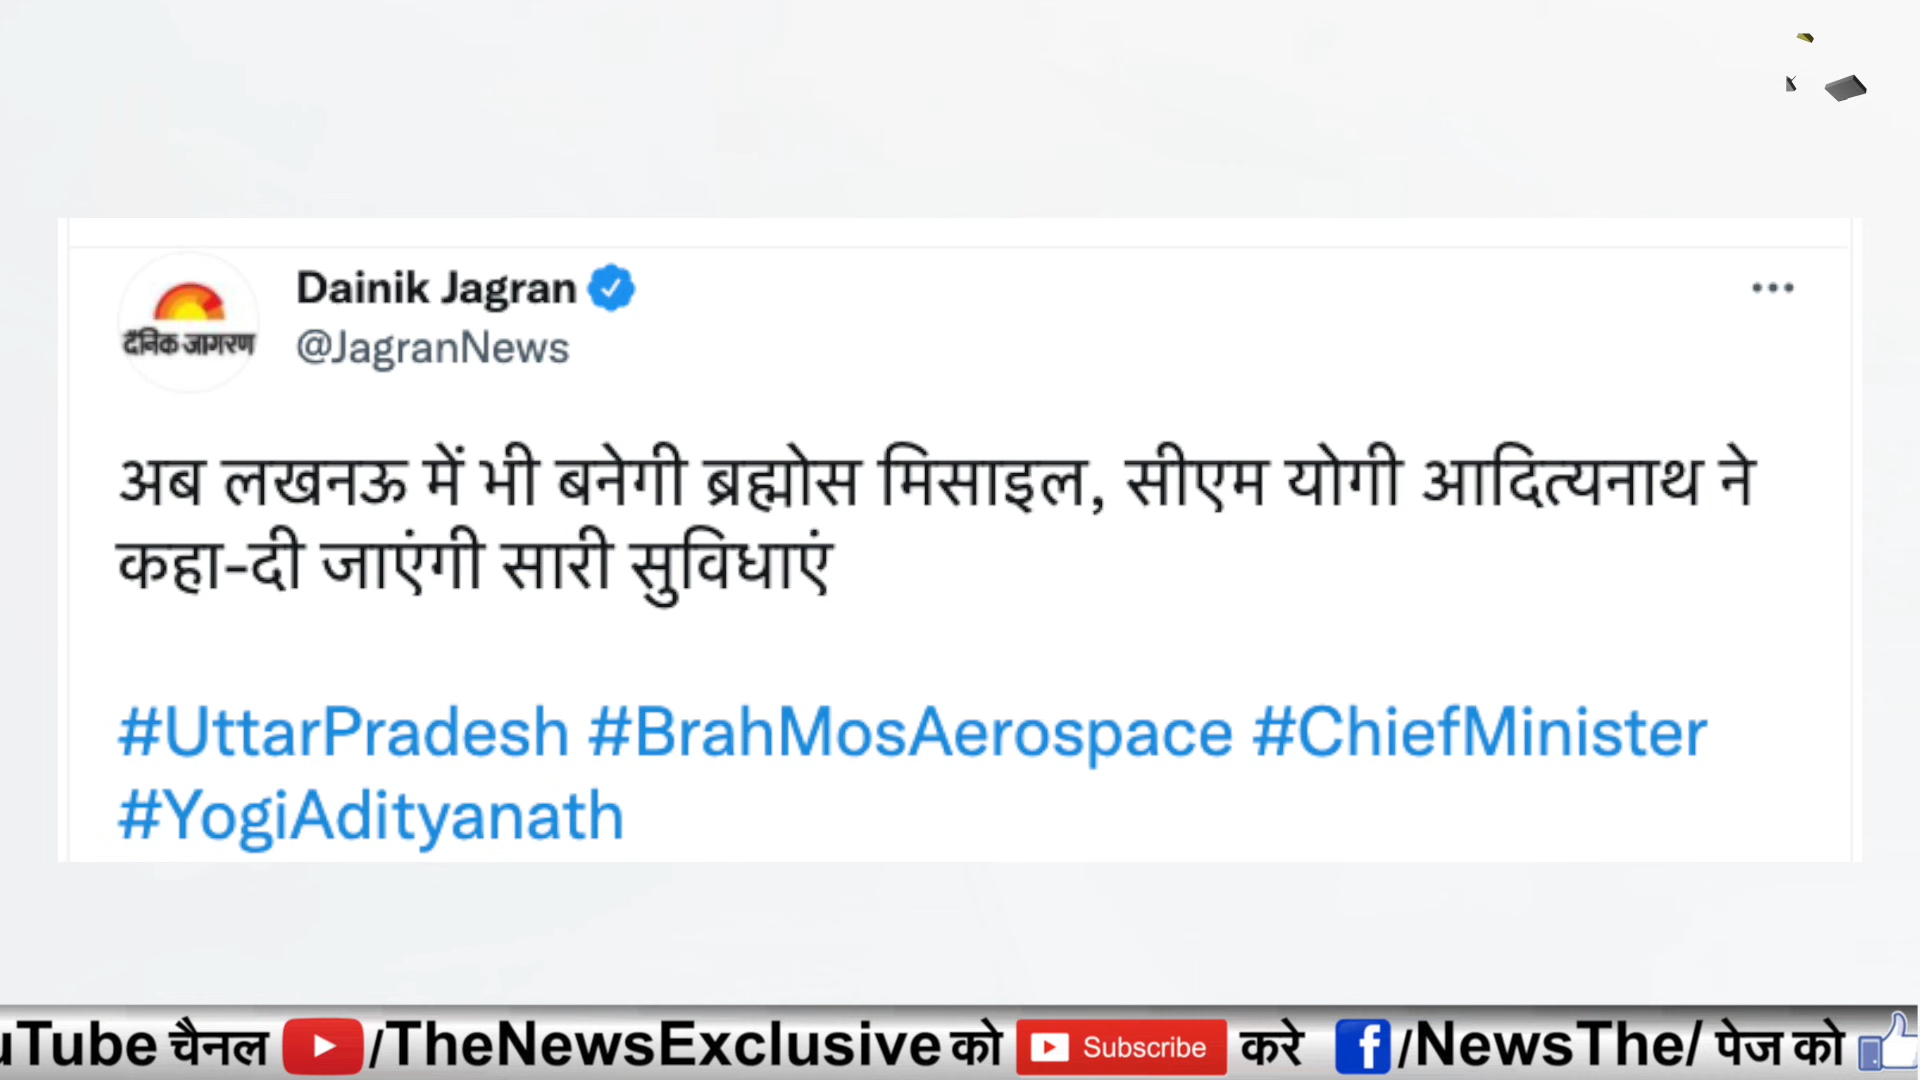 Dainik Jagran
@JagranNews
दैनिक जागरण
अब लखनऊ में भी बनेगी ब्रह्मोस मिसाइल, सीएम योगी आदित्यनाथ ने
कहा-दी जाएंगी सारी सुविधाएं
#UttarPradesh #BrahMosAerospace #ChiefMinister
#YogiAdityanath
uTube चैनल /TheNewsExclusive को Subscribe करे f /NewsThe/ पेज को